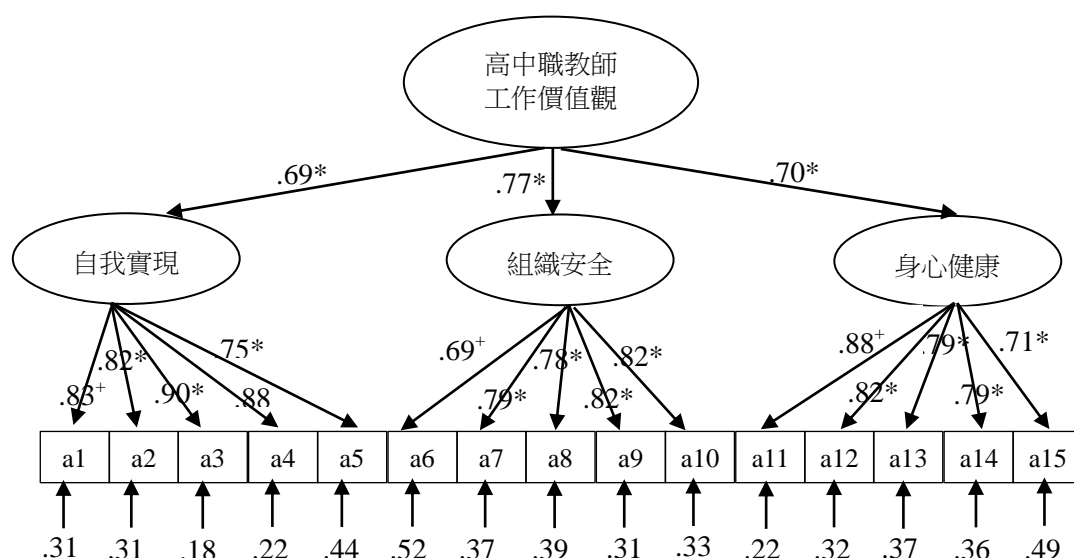 高中職教師
工作價值觀
.69*
.77*
.70*
自我實現
組織安全
身心健康
.83+
.82*
.90*
.88
.75*
.69+
.79*
.78*
.82*
.82*
.88+
.82*
.79*
.79*
.71*
a1 a2 a3 a4 a5 a6 a7 a8 a9 a10 a11 a12 a13 a14 a15
.31 .31 .18 .22 .44 .52 .37 .39 .31 .33 .22 .32 .37 .36 .49